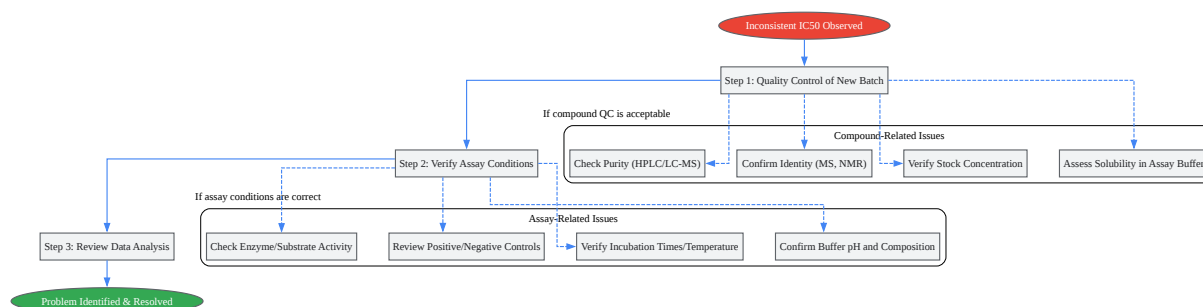 Inconsistent IC50 Observed
Step 1: Quality Control of New Batch
If compound QC is acceptable
Compound-Related Issues
Step 2: Verify Assay Conditions
Check Purity (HPLC/LC-MS)
Confirm Identity (MS, NMR)
Verify Stock Concentration
Assess Solubility in Assay Buffer
If assay conditions are correct
Assay-Related Issues
Step 3: Review Data Analysis
Check Enzyme/Substrate Activity
Review Positive/Negative Controls
Verify Incubation Times/Temperature
Confirm Buffer pH and Composition
Problem Identified & Resolved